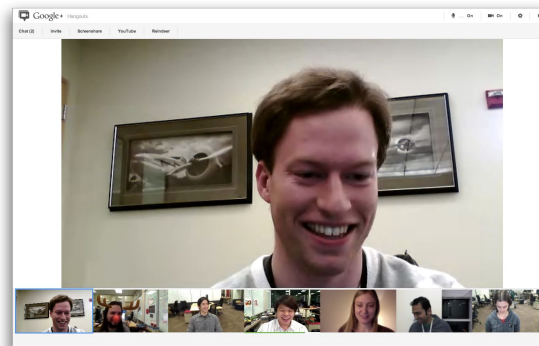 Google+ Hangouts
... On
On
Chat (2) Invite Screenshare YouTube Reindeer